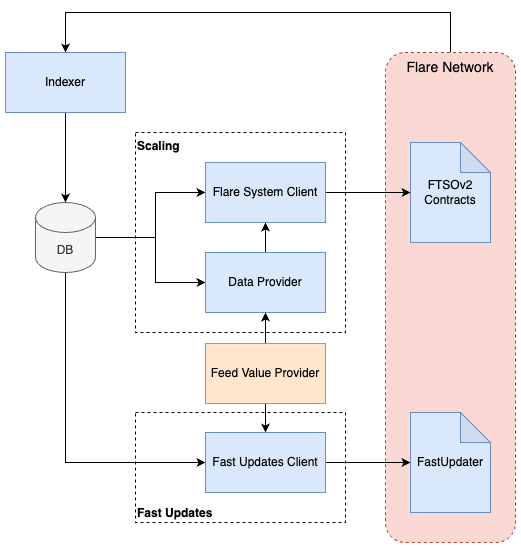 Flare Network
Indexer
Scaling
Flare System Client
FTSOv2
Contracts
DB
Data Provider
Feed Value Provider
Fast Updates Client
FastUpdater
Fast Updates